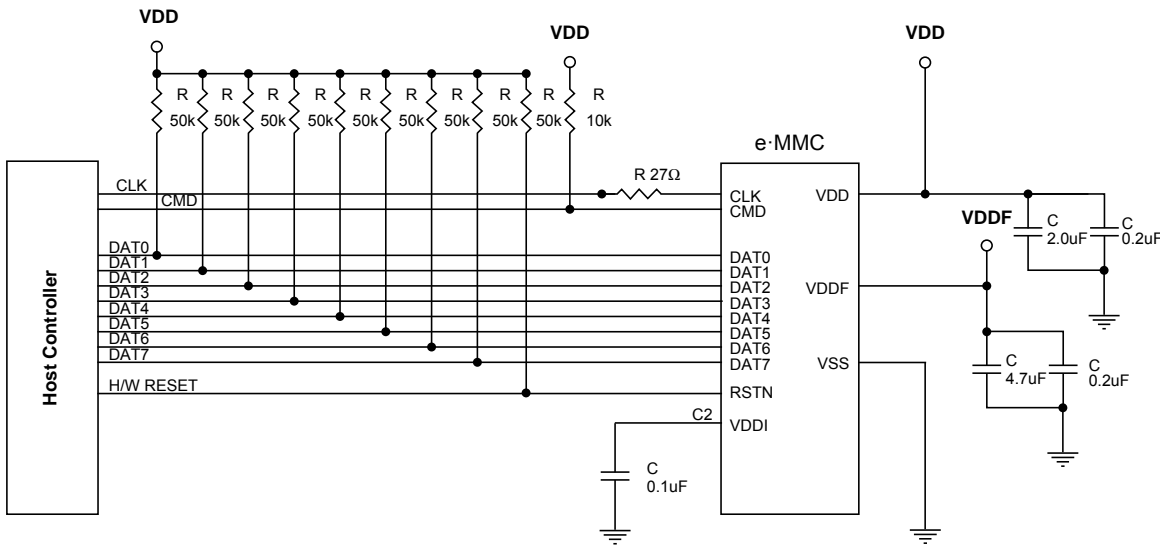 VDD
VDD
VDD
R R R R R R R R R R
50k 50k 50k 50k 50k 50k 50k 50k 50k 10k
e·MMC
R 27Ω
CLK
CMD
CLK
CMD
VDD
VDDF
C
2.0uF
C
0.2uF
Host Controller
DAT0
DAT1
DAT2
DAT3
DAT4
DAT5
DAT6
DAT7
H/W RESET
DAT0
DAT1
DAT2
DAT3
DAT4
DAT5
DAT6
DAT7
RSTN
VDDI
VDDF
VSS
C
4.7uF
C
0.2uF
C2
C
0.1uF